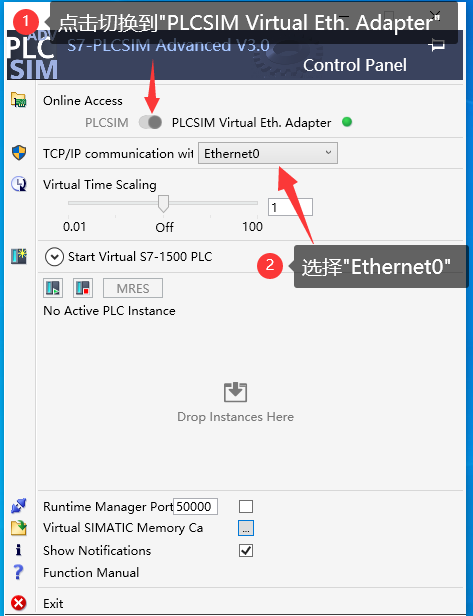 1 点击切换到"PLCSIM Virtual Eth. Adapter"
PLC ADV
SIM
S7-PLCSIM Advanced V3.0
Control Panel
Online Access
PLCSIM PLCSIM Virtual Eth. Adapter
TCP/IP communication wit Ethernet0
Virtual Time Scaling
1
0.01 Off 100
Start Virtual S7-1500 PLC
2 选择"Ethernet0"
MRES
No Active PLC Instance
Drop Instances Here
Runtime Manager Port 50000
Virtual SIMATIC Memory Ca ...
Show Notifications
Function Manual
Exit